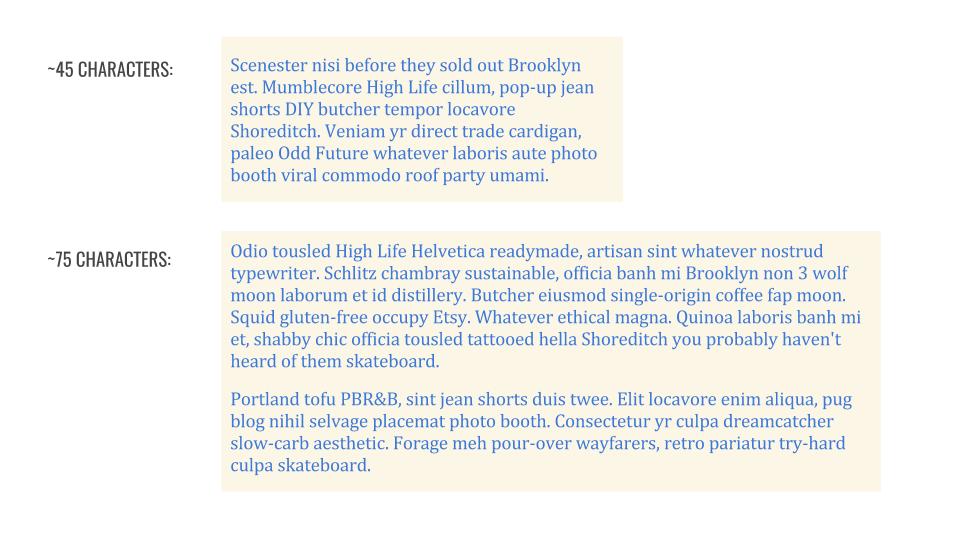 ~45 CHARACTERS:
Scenester nisi before they sold out Brooklyn
est. Mumblecore High Life cillum, pop-up jean
shorts DIY butcher tempor locavore
Shoreditch. Veniam yr direct trade cardigan,
paleo Odd Future whatever laboris aute photo
booth viral commodo roof party umami.
~75 CHARACTERS:
Odio tousled High Life Helvetica readymade, artisan sint whatever nostrud
typewriter. Schlitz chambray sustainable, officia banh mi Brooklyn non 3 wolf
moon laborum et id distillery. Butcher eiusmod single-origin coffee fap moon.
Squid gluten-free occupy Etsy. Whatever ethical magna. Quinoa laboris banh mi
et, shabby chic officia tousled tattooed hella Shoreditch you probably haven't
heard of them skateboard.
Portland tofu PBR&B, sint jean shorts duis twee. Elit locavore enim aliqua, pug
blog nihil selvage placemat photo booth. Consectetur yr culpa dreamcatcher
slow-carb aesthetic. Forage meh pour-over wayfarers, retro pariatur try-hard
culpa skateboard.